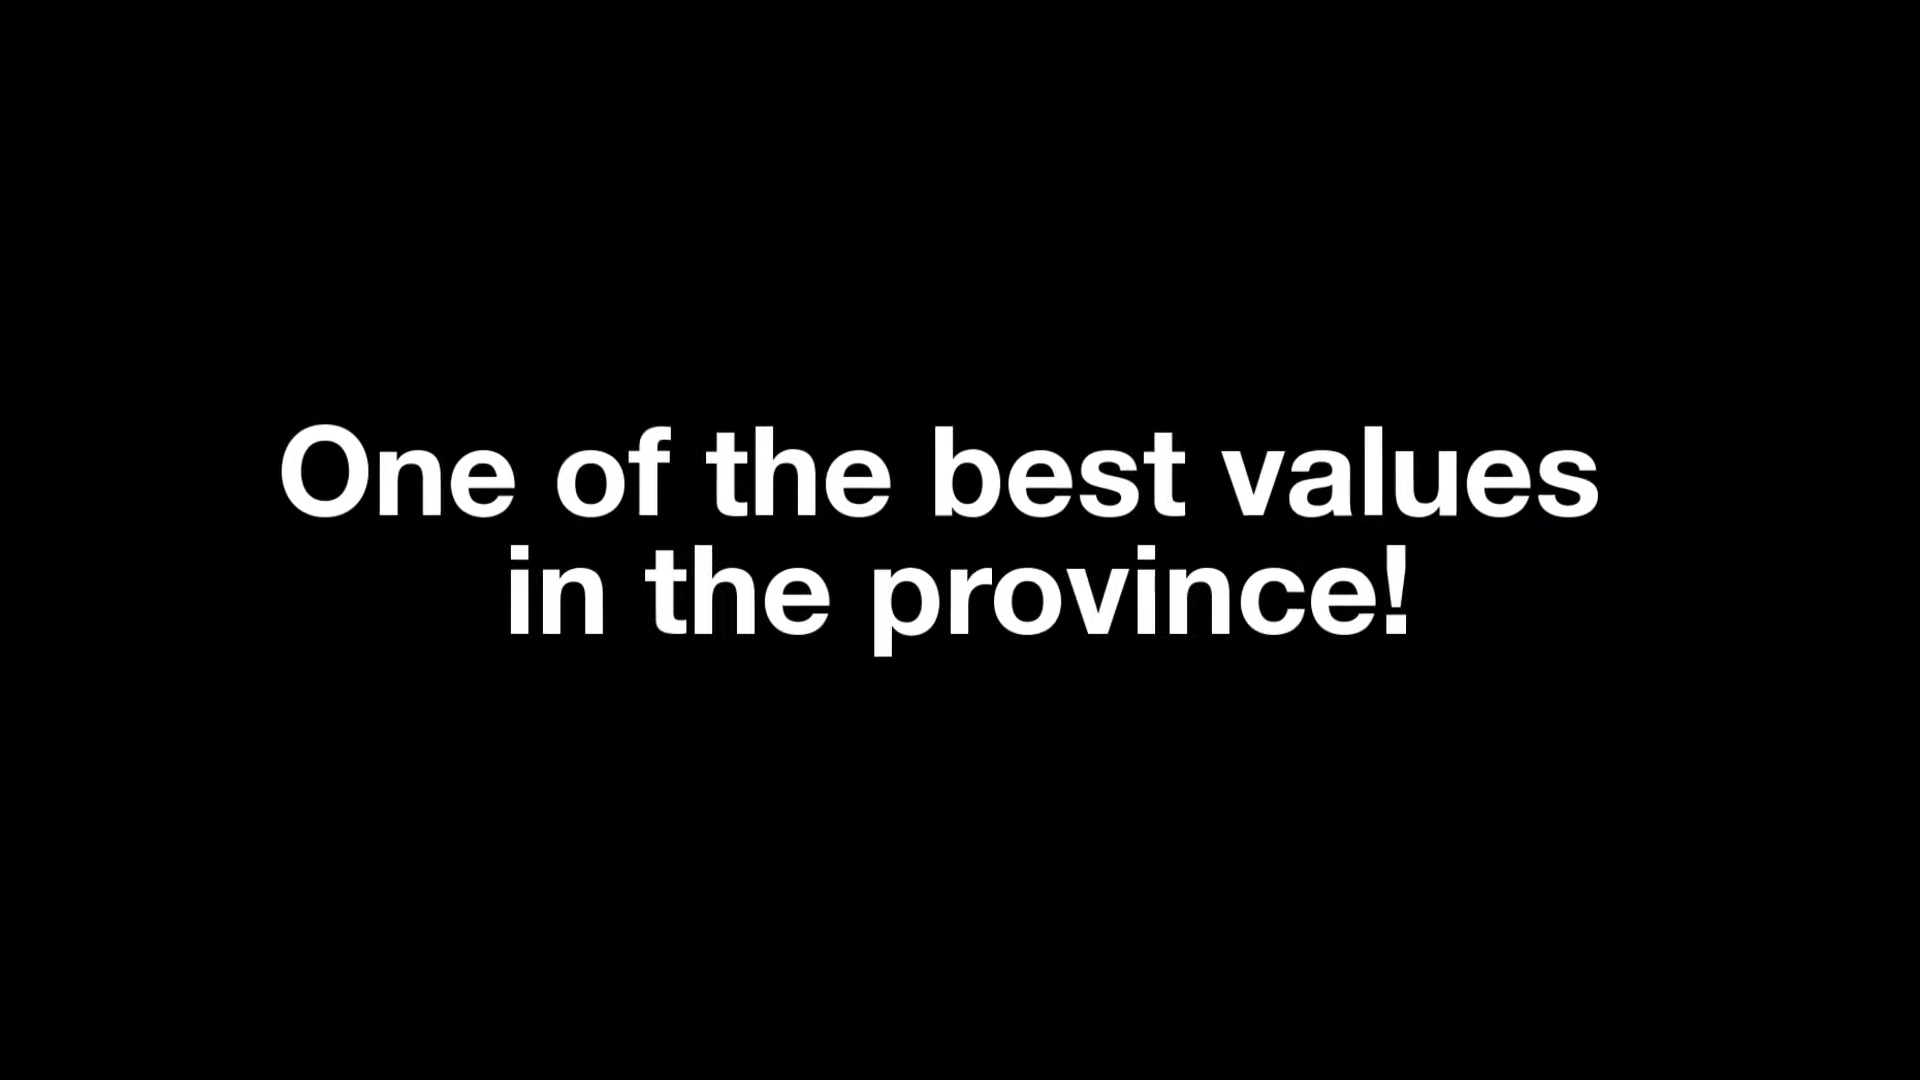 One of the best values
in the province!